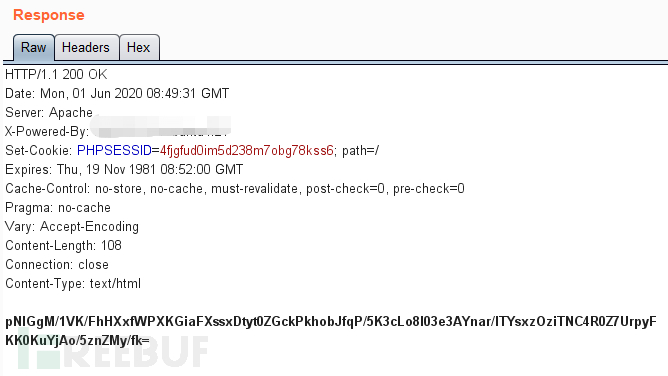 Response
Raw Headers Hex
HTTP/1.1 200 OK
Date: Mon, 01 Jun 2020 08:49:31 GMT
Server: Apache
X-Powered-By:
Set-Cookie: PHPSESSID=4fjgfud0im5d238m7obg78kss6; path=/
Expires: Thu, 19 Nov 1981 08:52:00 GMT
Cache-Control: no-store, no-cache, must-revalidate, post-check=0, pre-check=0
Pragma: no-cache
Vary: Accept-Encoding
Content-Length: 108
Connection: close
Content-Type: text/html
pNIGgM/1VK/FhHXxfWPXKGiaFXssxDtyt0ZGckPkhobJfqP/5K3cLo8I03e3AYnar/ITYsxzOziTNC4R0Z7UrpyF
KK0KuYjAo/5znZMy/fk=
FREEBUF